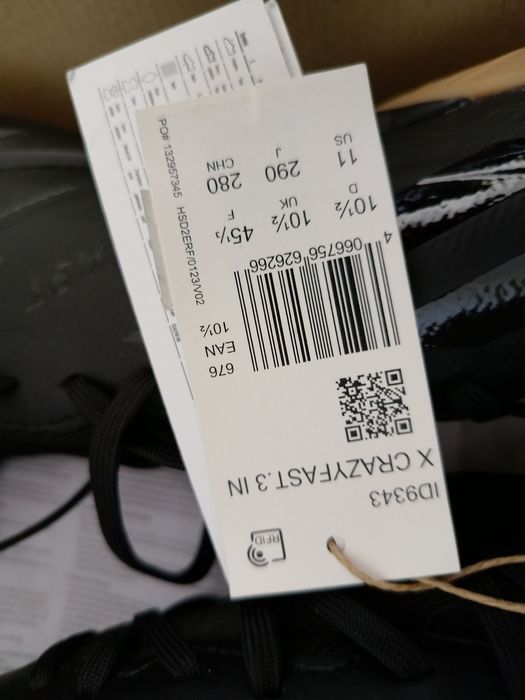 RFID
ID9343
X CRAZYFAST.3 IN
676
EAN
10½
4 066756 626266
10½ 10½ 45⅓
D UK F
11 290 280
US J CHN
PO# 132957345 HSD2ERF/0123/V02